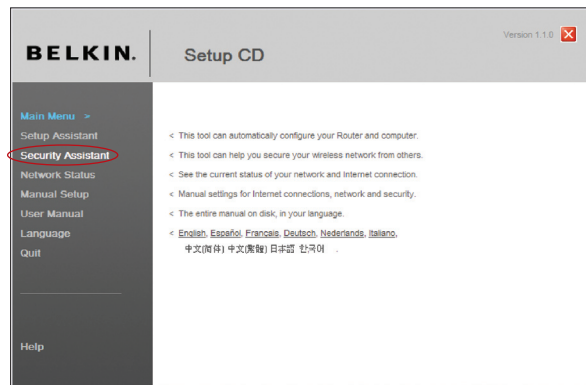 Version 1.1.0
BELKIN.
Setup CD
Main Menu >
Setup Assistant
< This tool can automatically configure your Router and computer.
Security Assistant
< This tool can help you secure your wireless network from others.
Network Status
< See the current status of your network and Internet connection.
Manual Setup
< Manual settings for Internet connections, network and security.
User Manual
< The entire manual on disk, in your language.
Language
< English, Español, Français, Deutsch, Nederlands, Italiano,
中文(简体) 中文(繁體) 日本語 한국어 .
Quit
Help